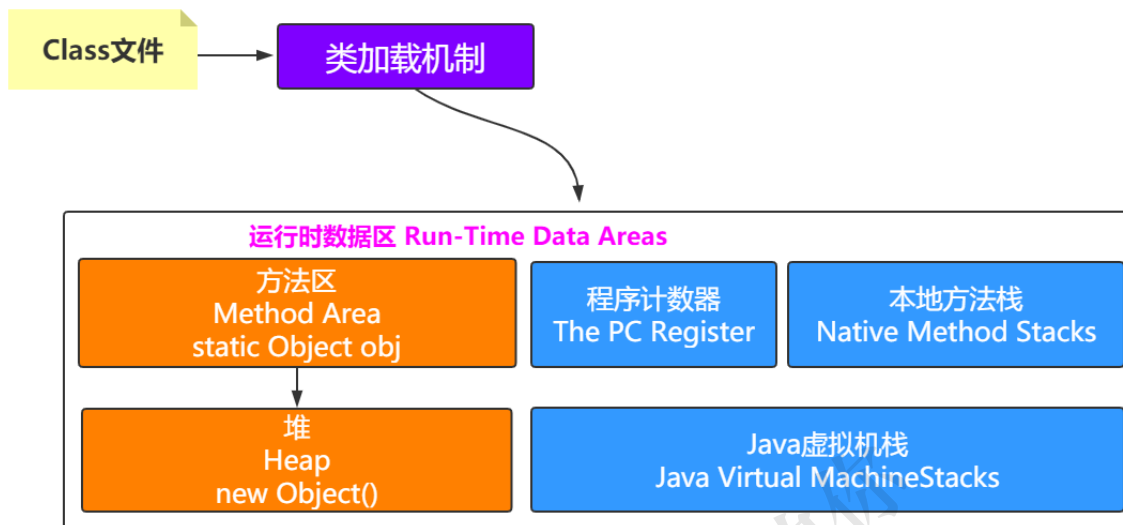 Class文件
类加载机制
运行时数据区 Run-Time Data Areas
方法区
Method Area
static Object obj
程序计数器
The PC Register
本地方法栈
Native Method Stacks
堆
Heap
new Object()
Java虚拟机栈
Java Virtual MachineStacks